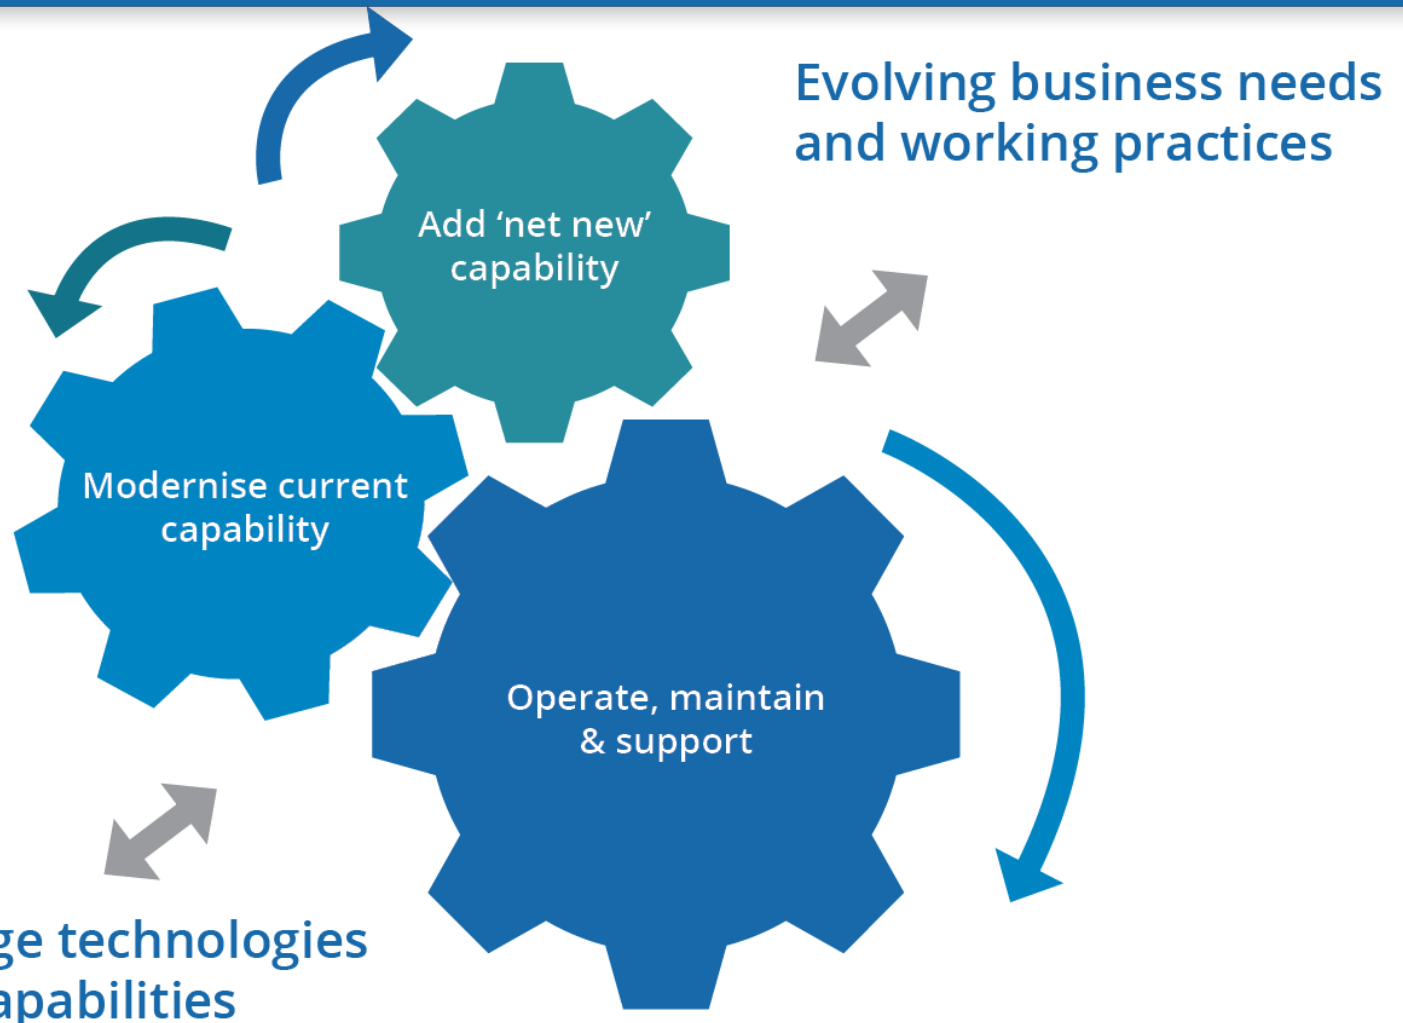 Evolving business needs
and working practices
Add ‘net new’
capability
Modernise current
capability
Operate, maintain
& support
technologies